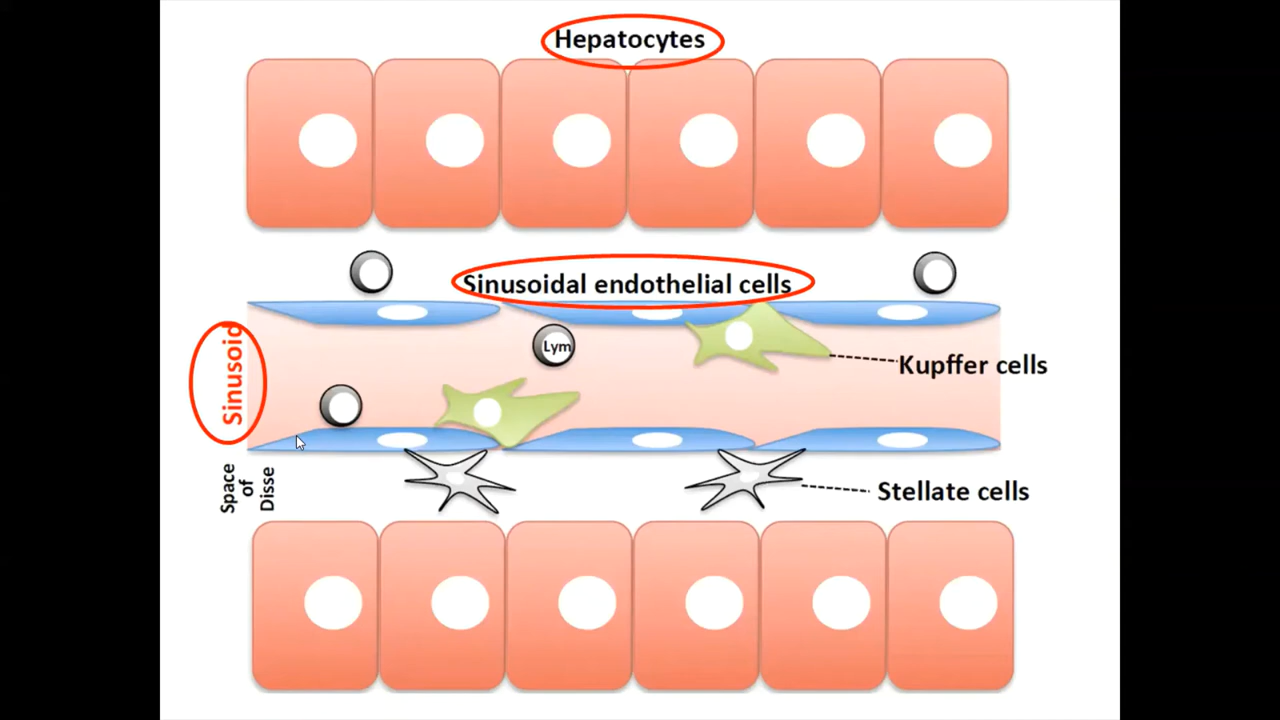 Hepatocytes
Sinusoidal endothelial cells
Sinusoid
Lym
Kupffer cells
Space
of
Disse
Stellate cells